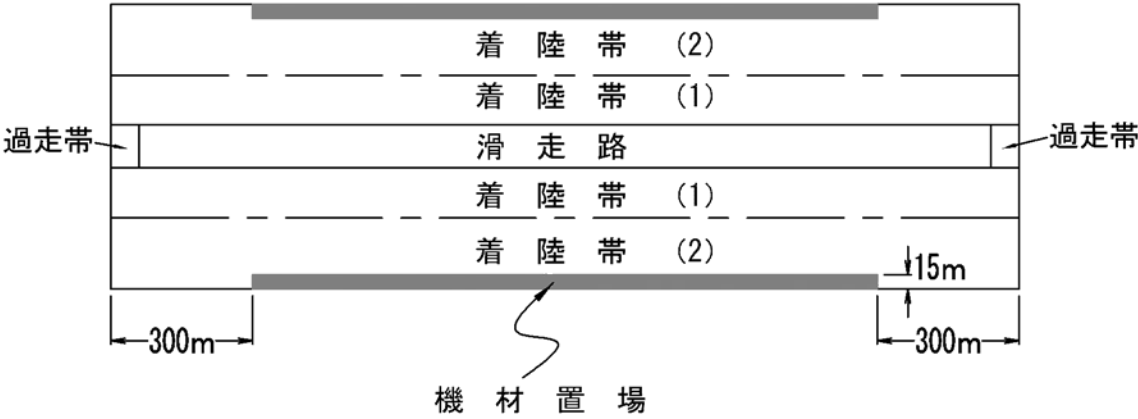 着陸帯 (2)
着陸帯 (1)
過走帯
滑走路
過走帯
着陸帯 (1)
着陸帯 (2)
15m
300m
300m
機材置場